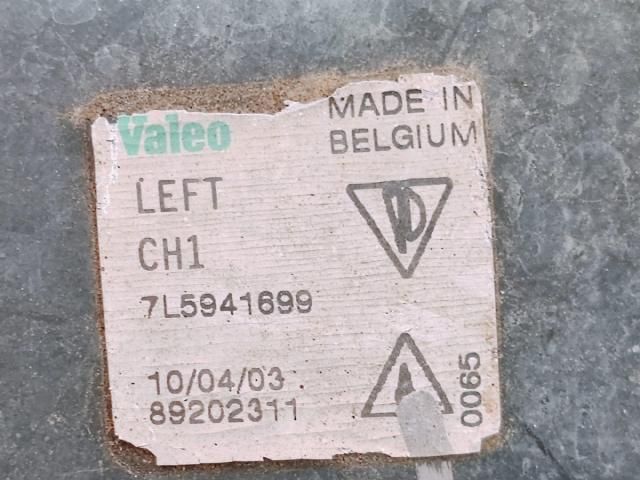 Valeo
MADE IN
BELGIUM
LEFT
CH1
7L5941699
10/04/03
89202311
A
0065